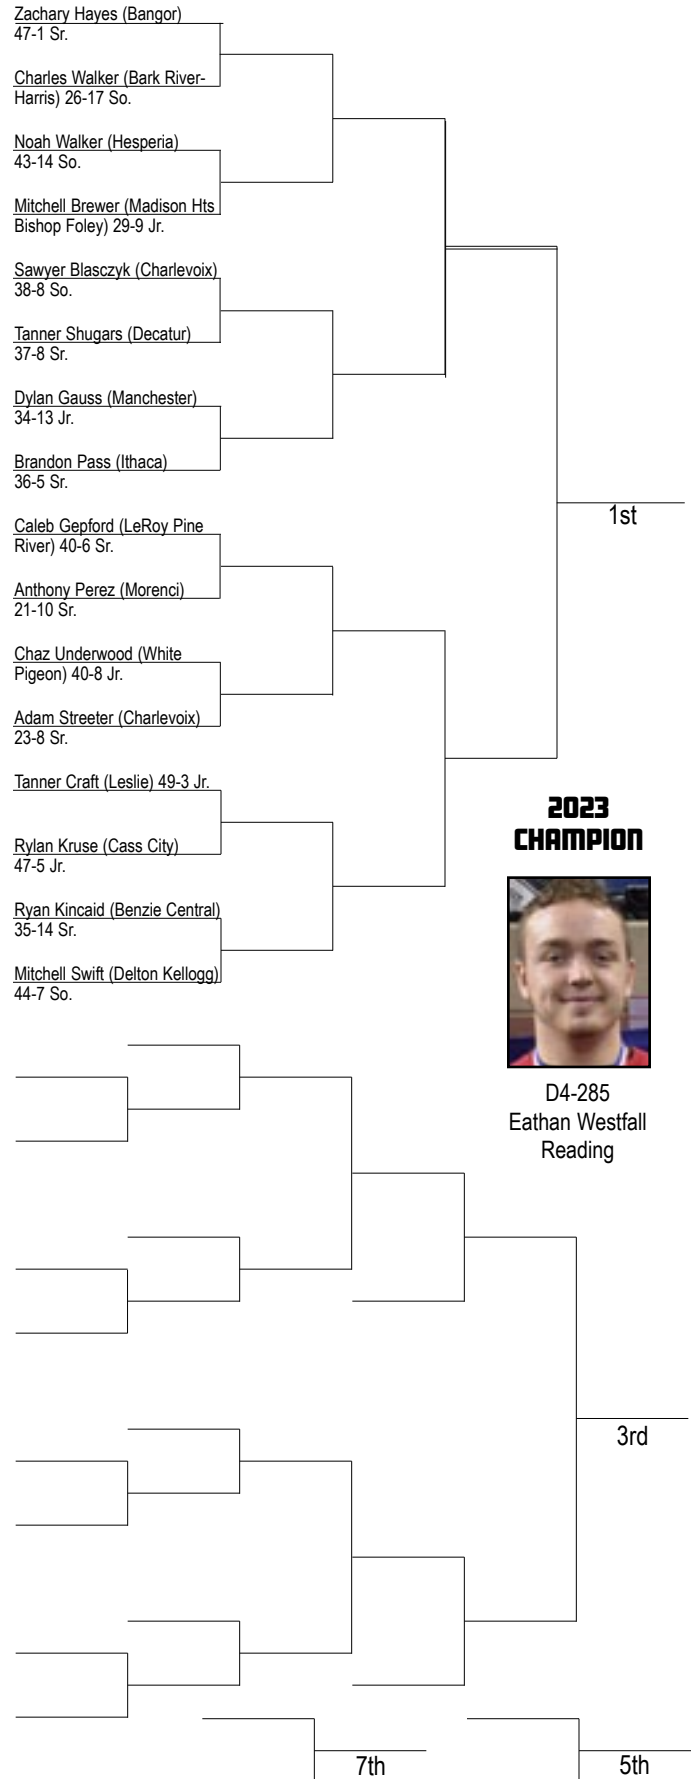 Zachary Hayes (Bangor)
47-1 Sr.
Charles Walker (Bark River-
Harris) 26-17 So.
Noah Walker (Hesperia)
43-14 So.
Mitchell Brewer (Madison Hts
Bishop Foley) 29-9 Jr.
Sawyer Blasczyk (Charlevoix)
38-8 So.
Tanner Shugars (Decatur)
37-8 Sr.
Dylan Gauss (Manchester)
34-13 Jr.
Brandon Pass (Ithaca)
36-5 Sr.
Caleb Gepford (LeRoy Pine
River) 40-6 Sr.
Anthony Perez (Morenci)
21-10 Sr.
Chaz Underwood (White
Pigeon) 40-8 Jr.
Adam Streeter (Charlevoix)
23-8 Sr.
Tanner Craft (Leslie) 49-3 Jr.
Rylan Kruse (Cass City)
47-5 Jr.
Ryan Kincaid (Benzie Central)
35-14 Sr.
Mitchell Swift (Delton Kellogg)
44-7 So.
1st
2023
CHAMPION
D4-285
Eathan Westfall
Reading
3rd
7th
5th